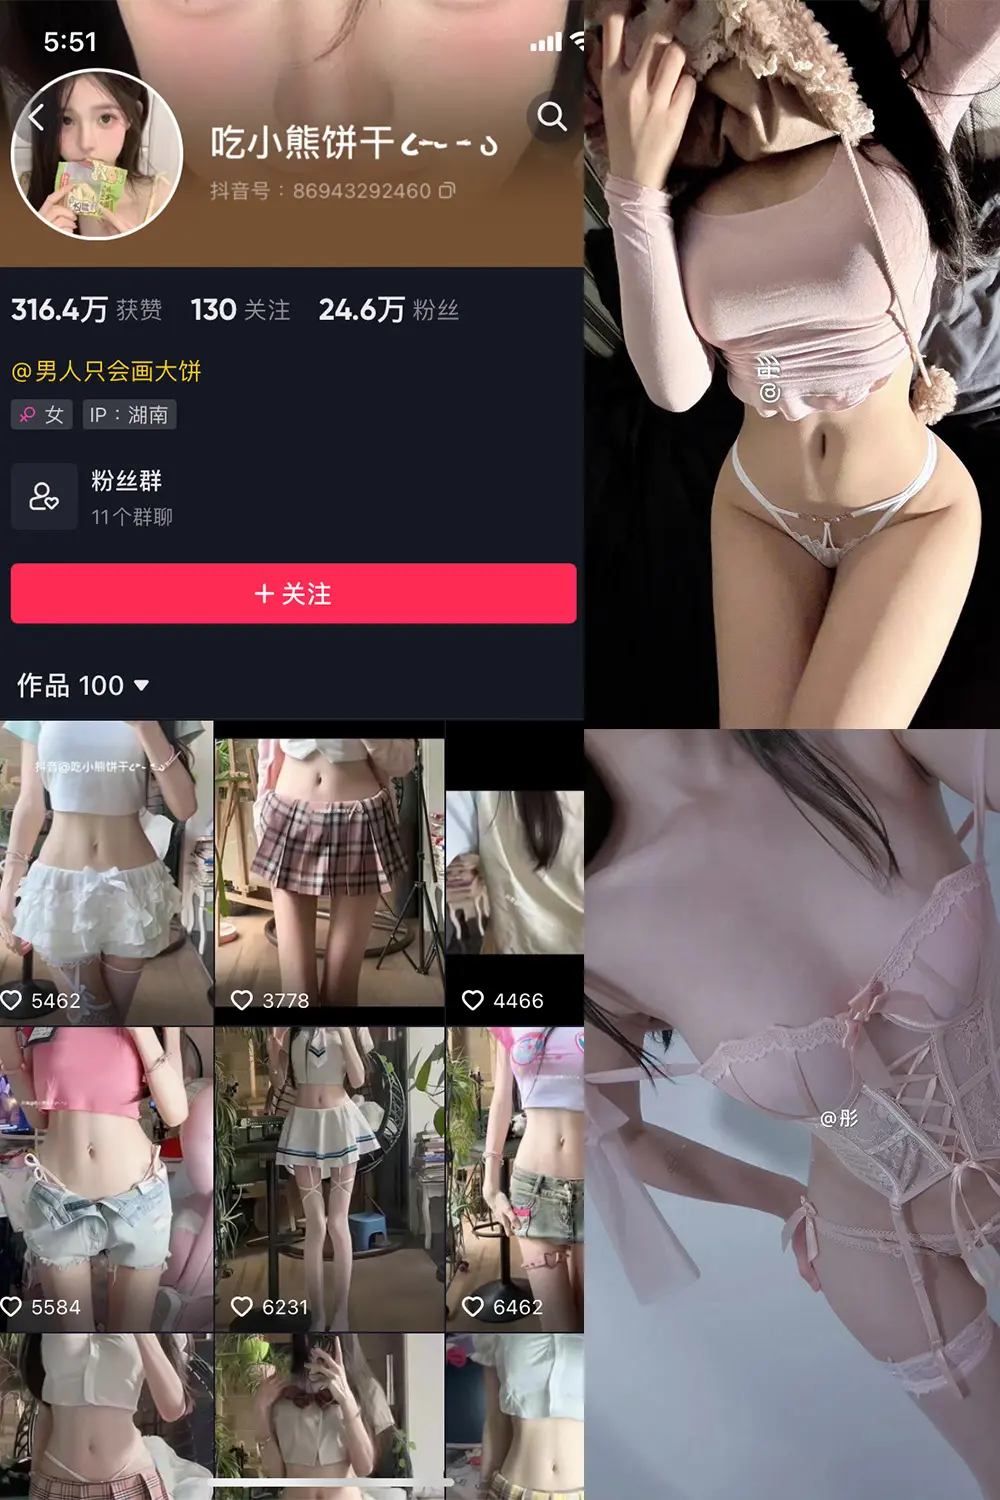 5:51
吃小熊饼干૮~ - - ა
抖音号：86943292460
316.4万 获赞 130 关注 24.6万 粉丝
@男人只会画大饼
女 IP：湖南
粉丝群
11个群聊
+ 关注
作品 100
抖音@吃小熊饼干
5462
3778
4466
5584
6231
6462
@彤
@彤